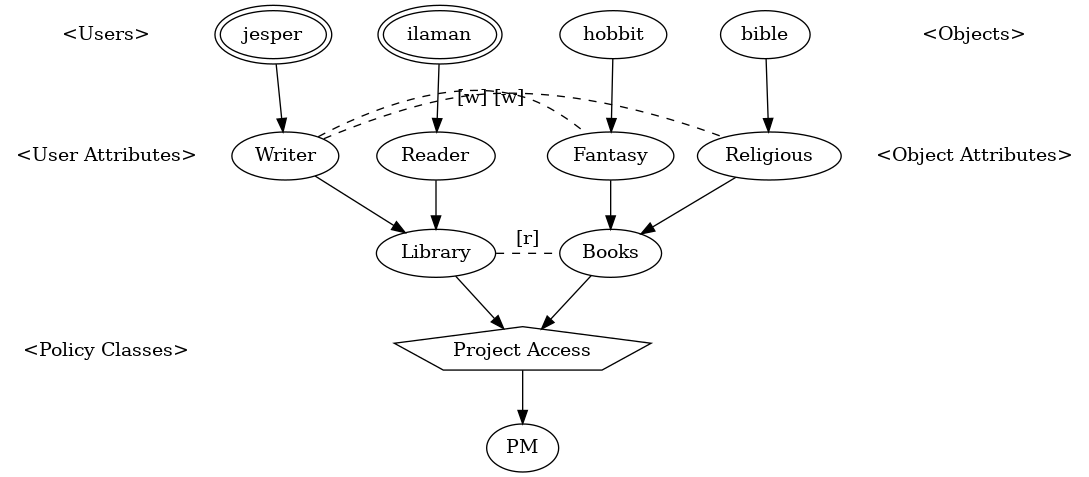 <Users> jesper ilaman hobbit bible <Objects>
[w] [w]
<User Attributes> Writer Reader Fantasy Religious <Object Attributes>
[r]
Library Books
<Policy Classes> Project Access
PM